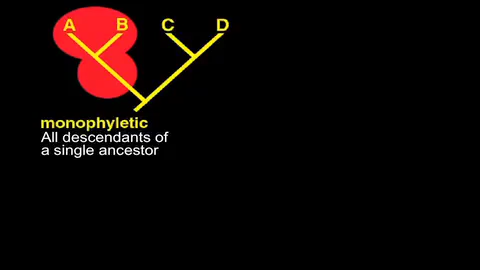 A B C D
monophyletic
All descendants of
a single ancestor